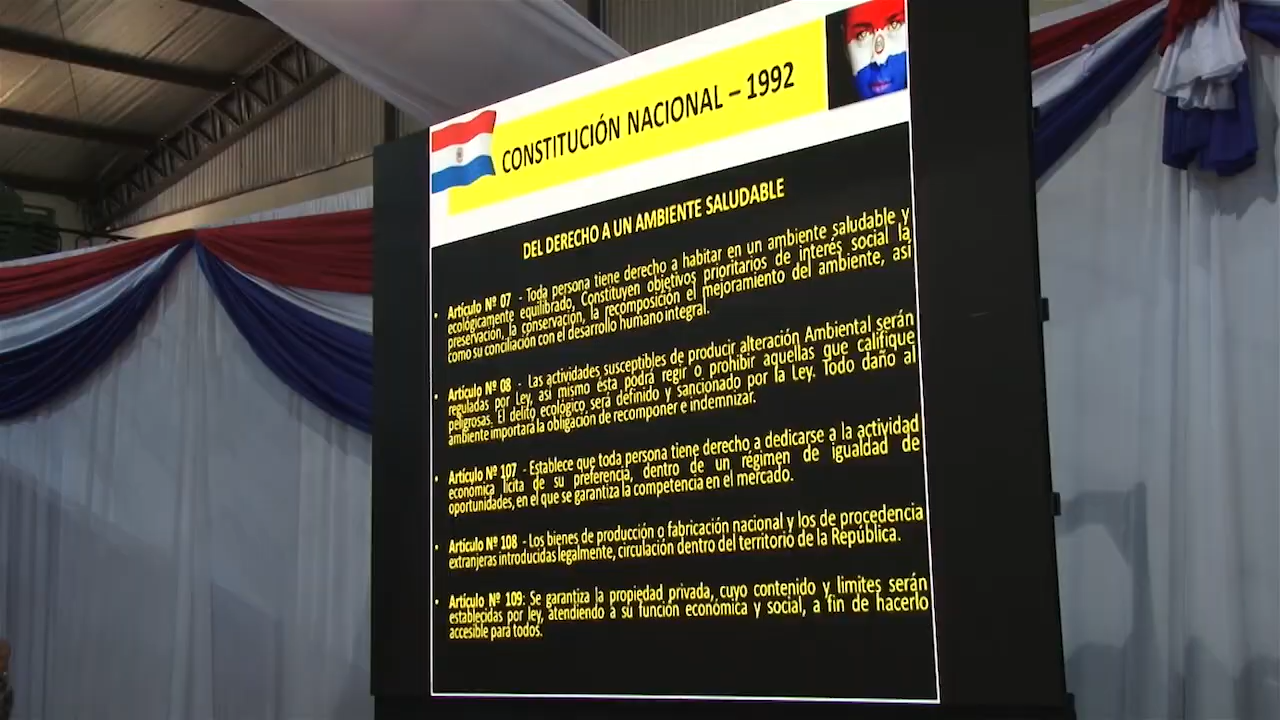 CONSTITUCIÓN NACIONAL – 1992
DEL DERECHO A UN AMBIENTE SALUDABLE
• Artículo Nº 07 - Toda persona tiene derecho a habitar en un ambiente saludable y
ecológicamente equilibrado, Constituyen objetivos prioritarios de interés social la
preservación, la conservación, la recomposición el mejoramiento del ambiente, así
como su conciliación con el desarrollo humano integral.
• Artículo Nº 08 - Las actividades susceptibles de producir alteración Ambiental serán
reguladas por Ley, así mismo ésta podrá regir o prohibir aquellas que califique
peligrosas. El delito ecológico será definido y sancionado por la Ley. Todo daño al
ambiente importará la obligación de recomponer e indemnizar.
• Artículo Nº 107 - Establece que toda persona tiene derecho a dedicarse a la actividad
económica lícita de su preferencia, dentro de un régimen de igualdad de
oportunidades, en el que se garantiza la competencia en el mercado.
• Artículo Nº 108 - Los bienes de producción o fabricación nacional y los de procedencia
extranjeras introducidas legalmente, circulación dentro del territorio de la República.
• Artículo Nº 109: Se garantiza la propiedad privada, cuyo contenido y limites serán
establecidas por ley, atendiendo a su función económica y social, a fin de hacerlo
accesible para todos.